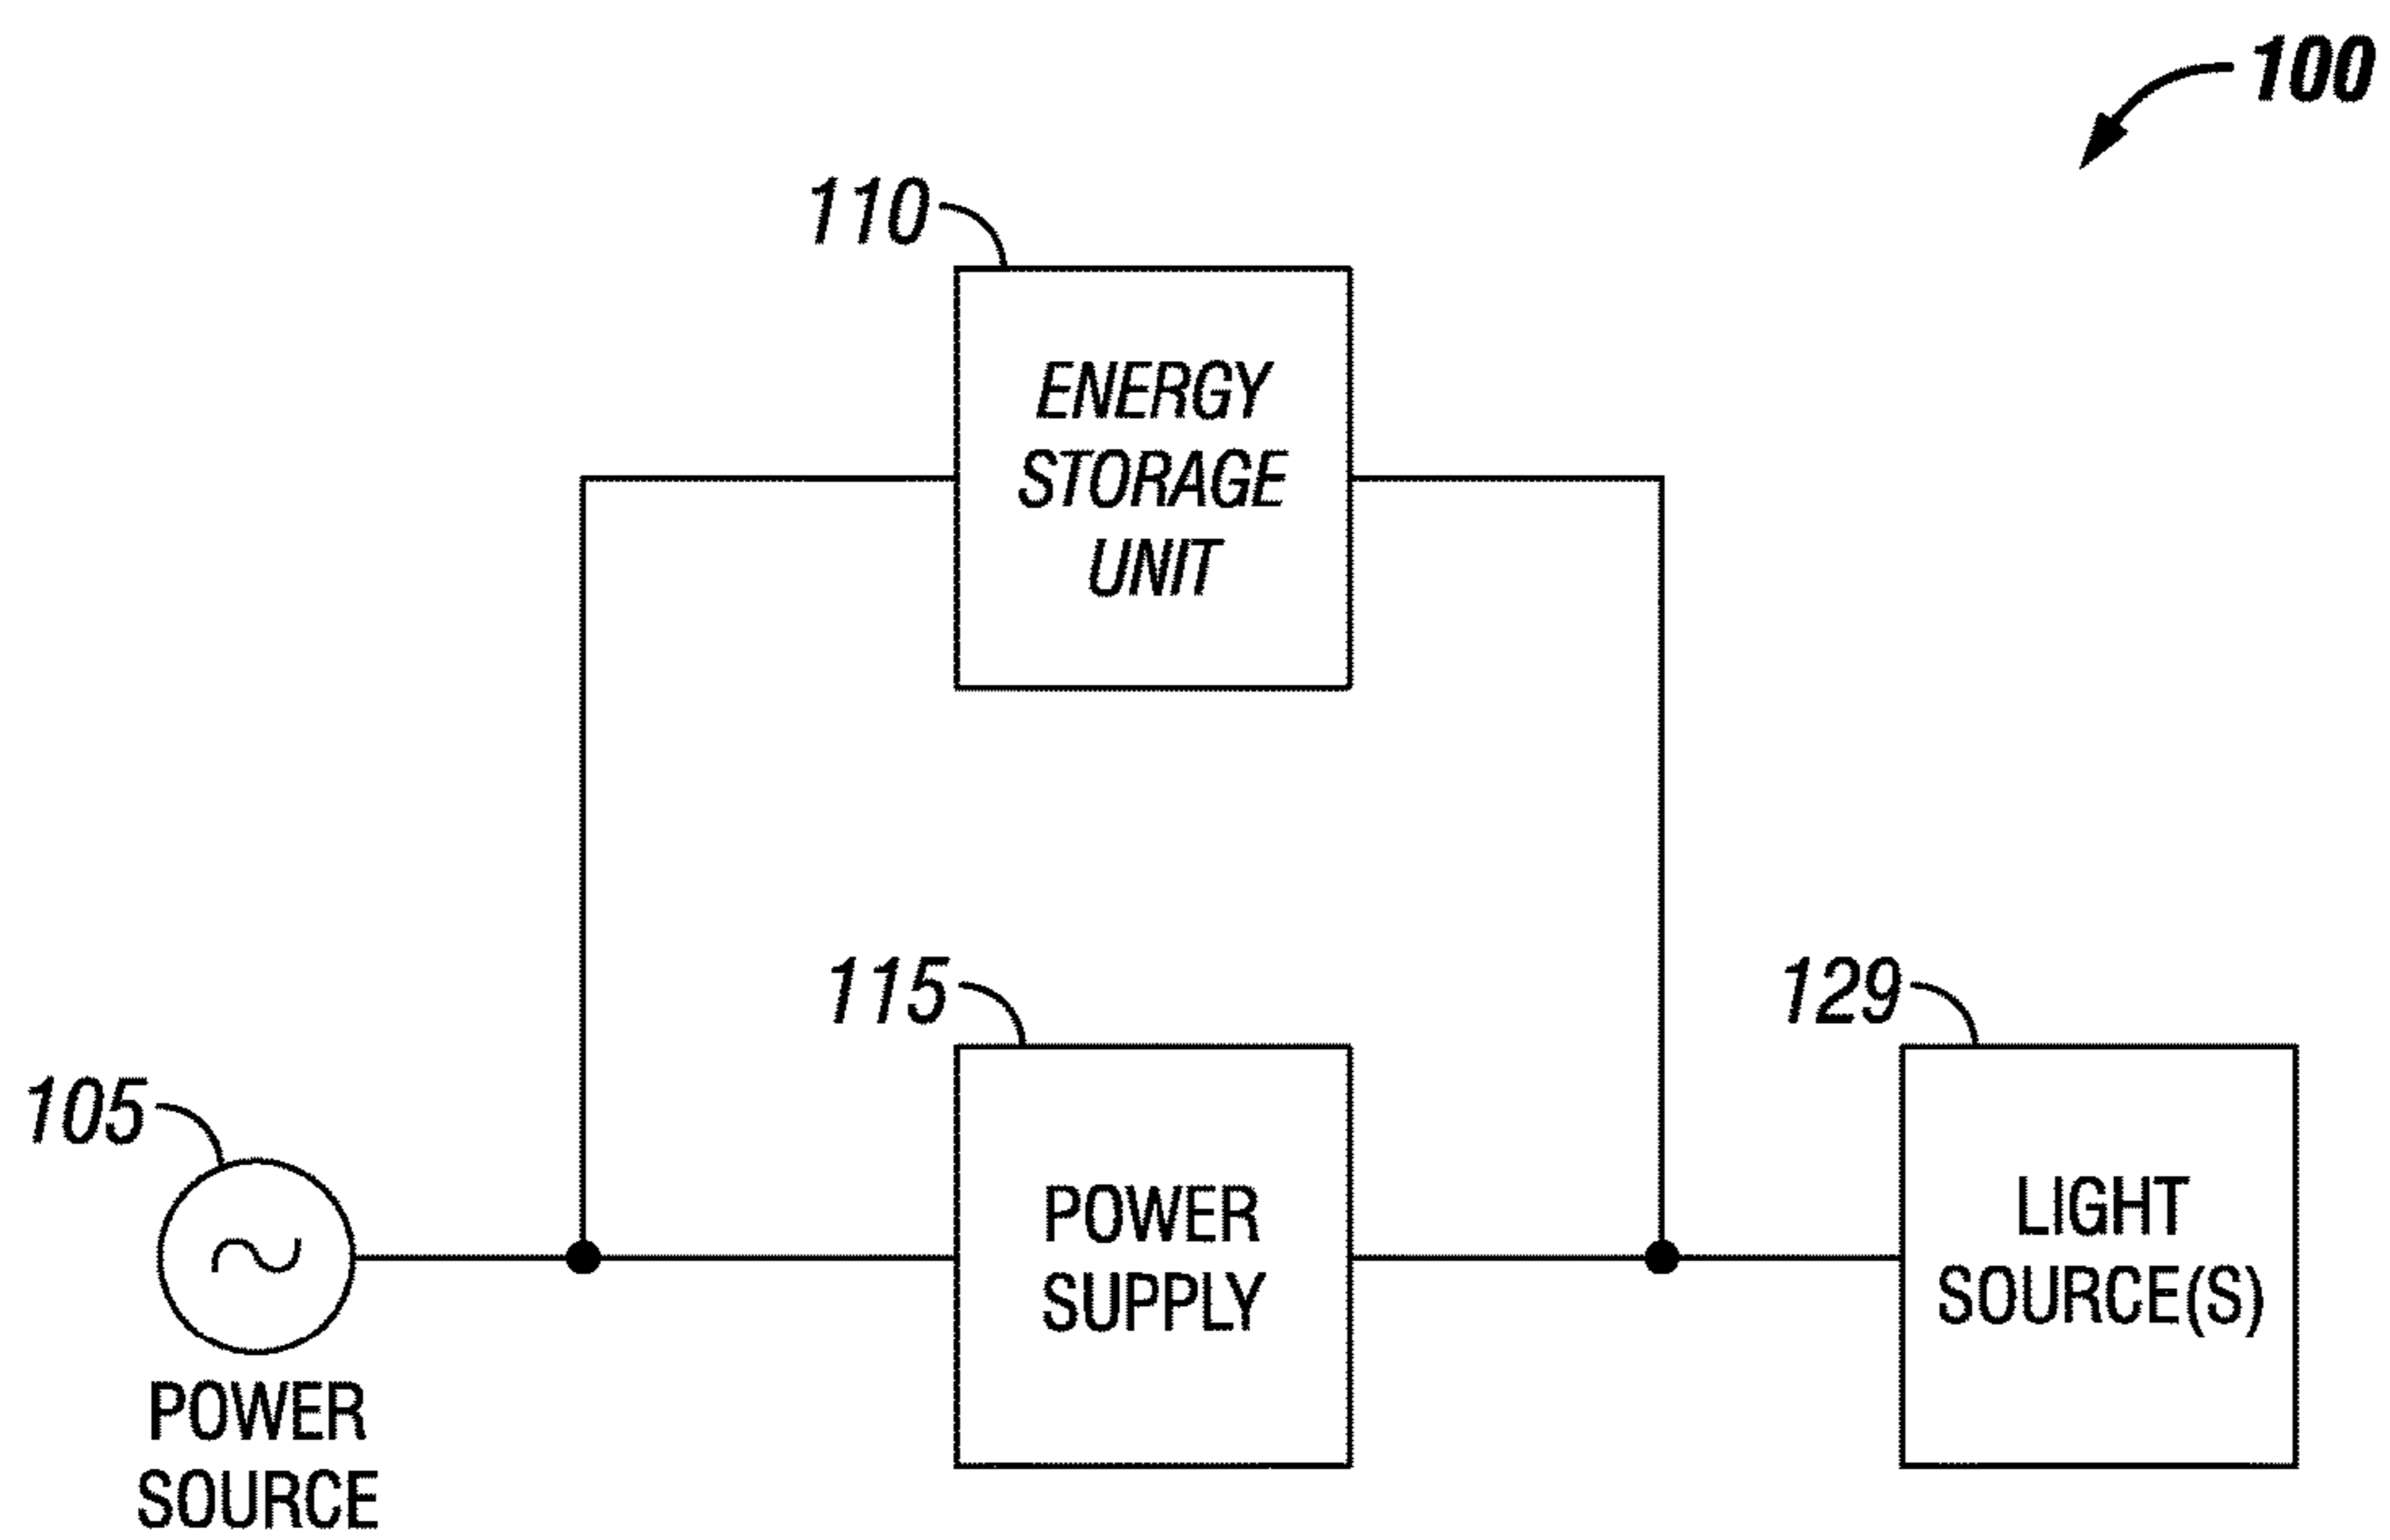 100
110
ENERGY
STORAGE
UNIT
115
129
105
POWER
SUPPLY
LIGHT
SOURCE(S)
POWER
SOURCE